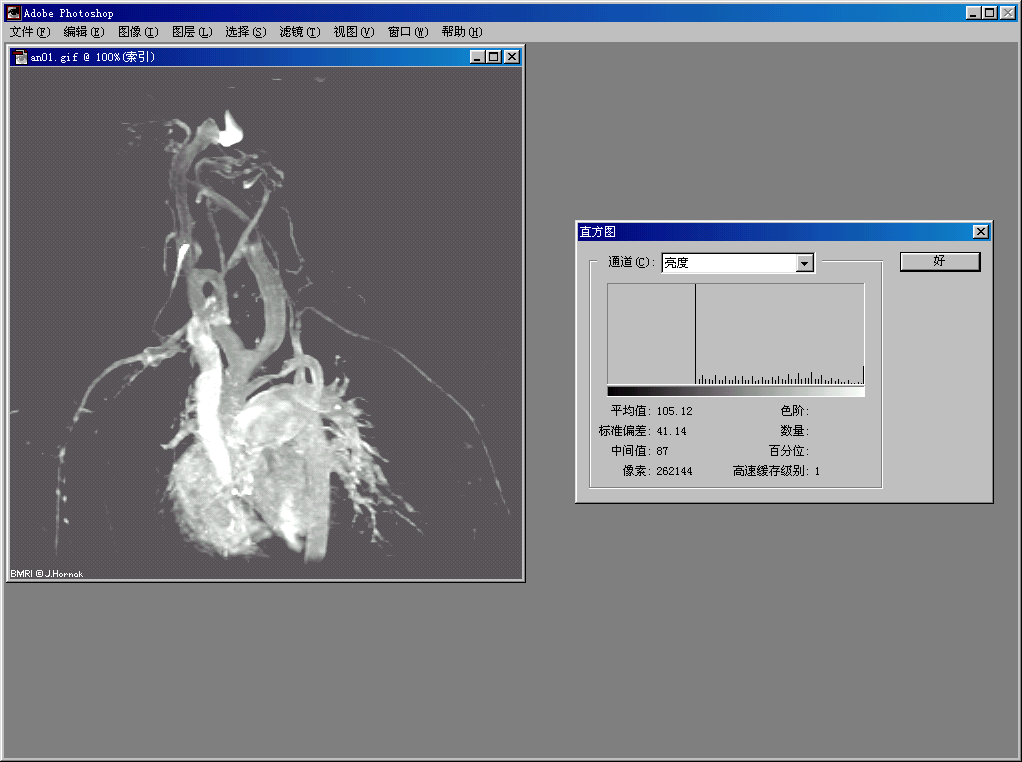 Adobe Photoshop
文件(F) 编辑(E) 图像(I) 图层(L) 选择(S) 滤镜(T) 视图(V) 窗口(W) 帮助(H)
an01.gif @ 100%(索引)
BMRI © J.Hornak
直方图
通道(C): 亮度
好
平均值: 105.12 色阶:
标准偏差: 41.14 数量:
中间值: 87 百分位:
像素: 262144 高速缓存级别: 1